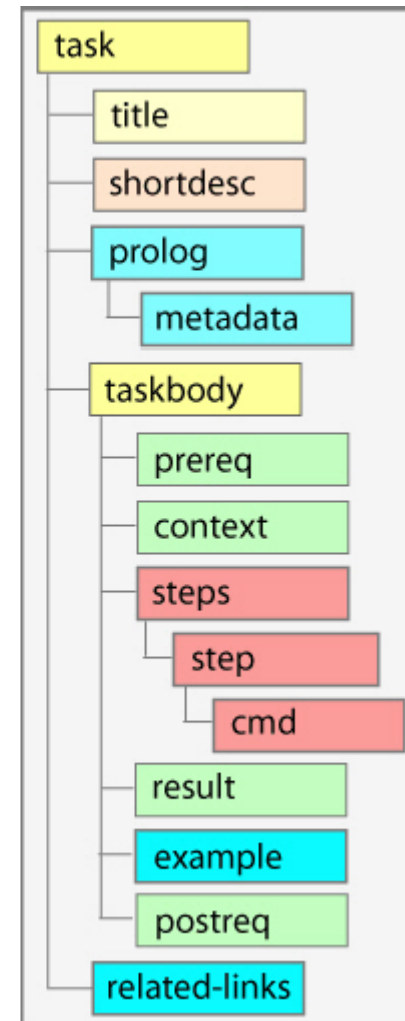 task
title
shortdesc
prolog
metadata
taskbody
prereq
context
steps
step
cmd
result
example
postreq
related-links